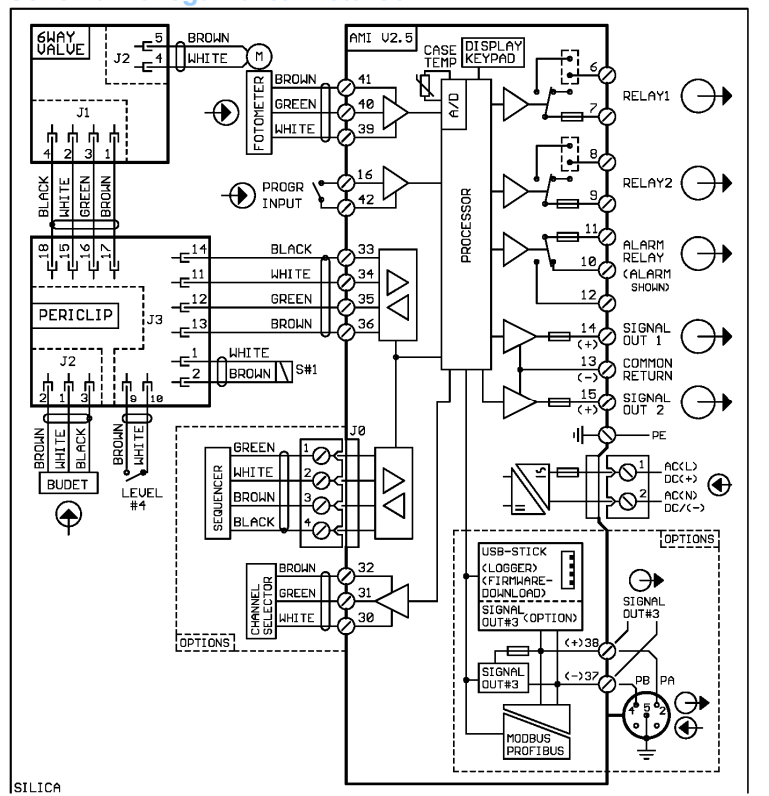 6WAY
VALVE
J2
5
4
BROWN
WHITE
M
J1
4
2
3
1
BLACK
WHITE
GREEN
BROWN
18
15
16
17
PERICLIP
J3
14
11
12
13
1
2
BLACK
WHITE
GREEN
BROWN
WHITE
BROWN
S#1
J2
2
1
3
9
10
BROWN
WHITE
BLACK
BROWN
WHITE
BUDET
LEVEL
#4
FOTOMETER
BROWN
GREEN
WHITE
41
40
39
PROGR
INPUT
16
42
33
34
35
36
AMI V2.5
CASE
TEMP
DISPLAY
KEYPAD
A/D
PROCESSOR
6
7
RELAY1
8
9
RELAY2
11
10
12
ALARM
RELAY
(ALARM
SHOWN)
14
(+)
SIGNAL
OUT 1
13
(-)
COMMON
RETURN
15
(+)
SIGNAL
OUT 2
PE
1
2
AC(L)
DC(+)
AC(N)
DC/(-)
J0
SEQUENCER
GREEN
WHITE
BROWN
BLACK
1
2
3
4
CHANNEL
SELECTOR
BROWN
GREEN
WHITE
32
31
30
OPTIONS
OPTIONS
USB-STICK
(LOGGER)
(FIRMWARE-
DOWNLOAD)
SIGNAL
OUT#3 (OPTION)
SIGNAL
OUT#3
(+)38
(-)37
SIGNAL
OUT#3
PB PA
4 5 2
MODBUS
PROFIBUS
SILICA